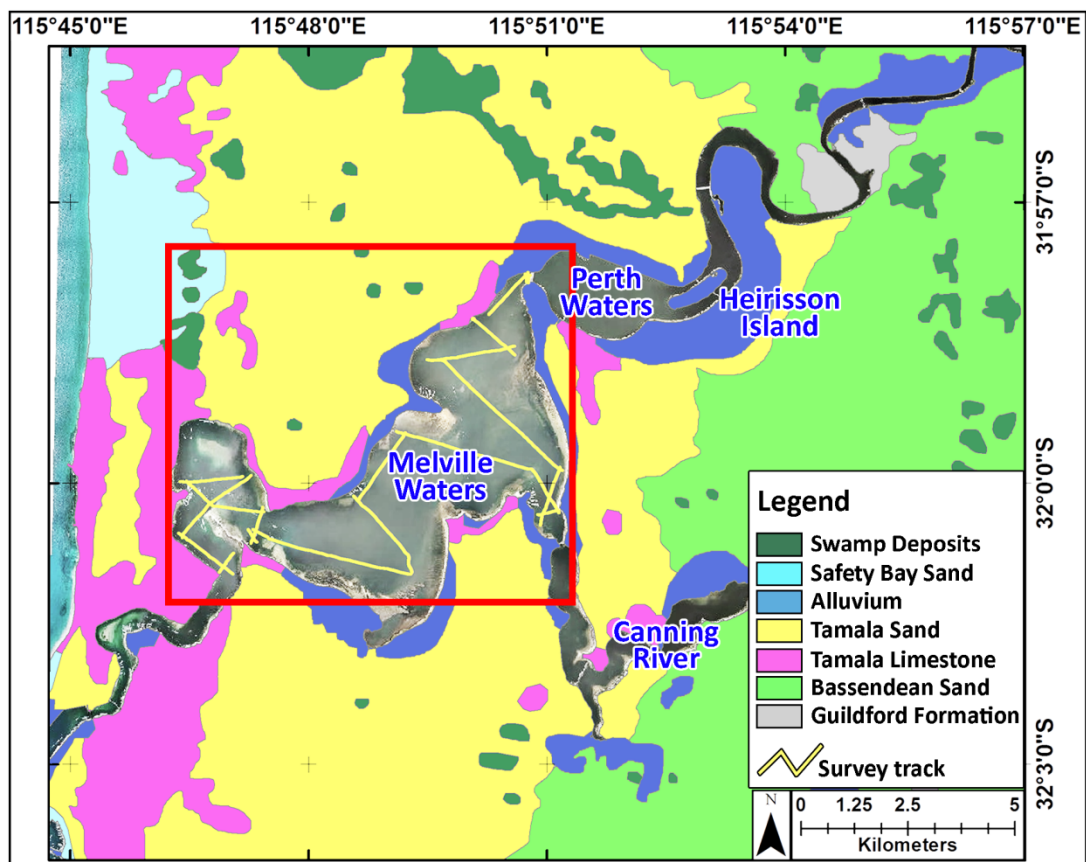 115°45'0"E 115°48'0"E 115°51'0"E 115°54'0"E 115°57'0"E
31°57'0"S
Perth
Waters
Heirisson
Island
Melville
Waters
32°0'0"S
Canning
River
32°3'0"S
Legend
Swamp Deposits
Safety Bay Sand
Alluvium
Tamala Sand
Tamala Limestone
Bassendean Sand
Guildford Formation
Survey track
N
0 1.25 2.5 5
Kilometers